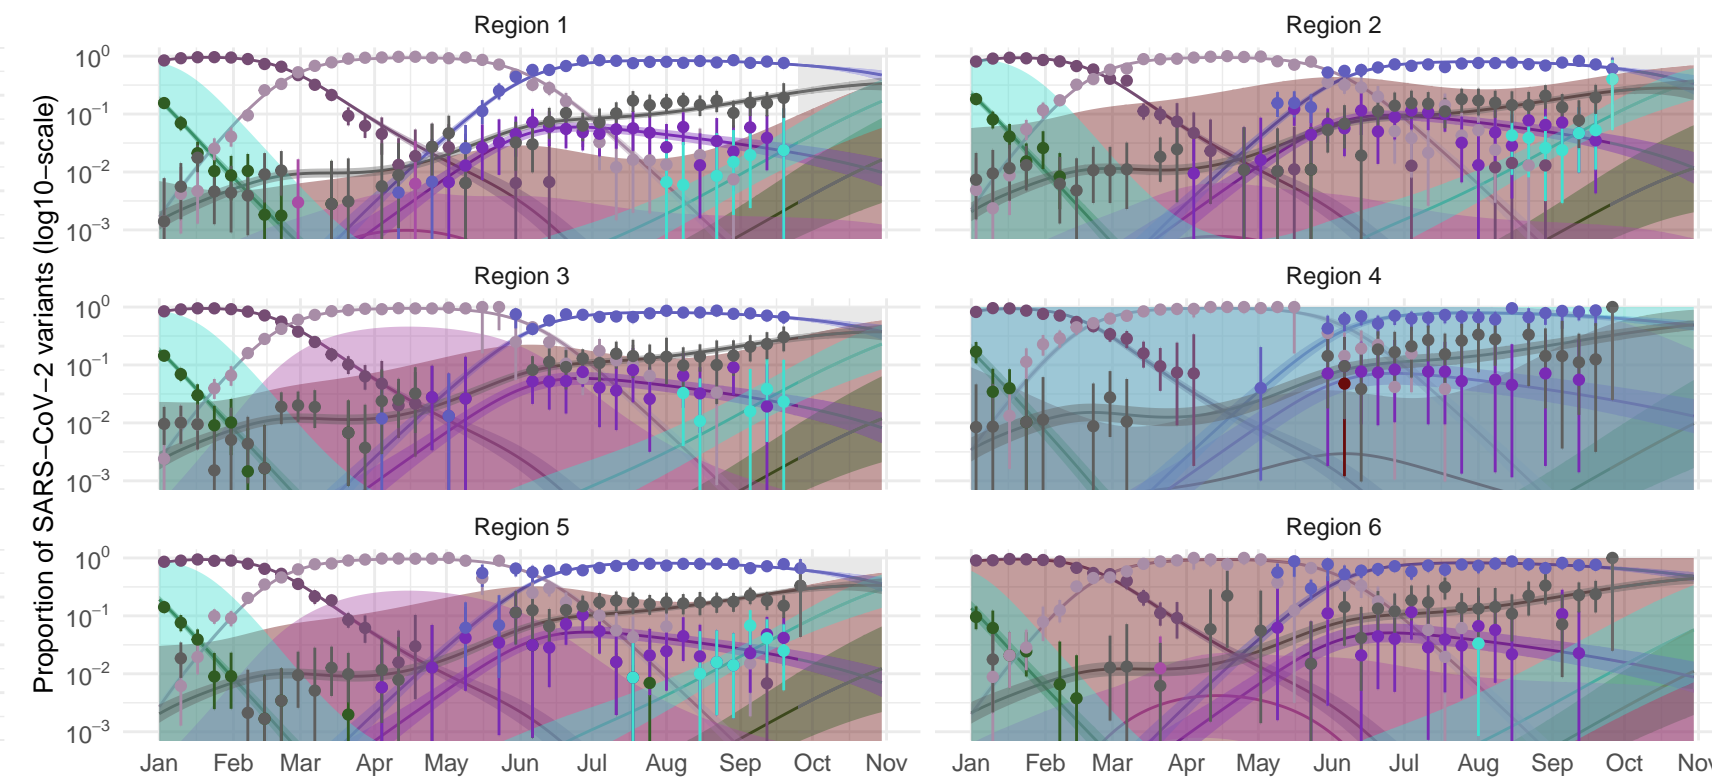 Region 1
Region 2
10^0
10^-1
10^-2
10^-3
Region 3
Region 4
10^0
10^-1
10^-2
10^-3
Region 5
Region 6
10^0
10^-1
10^-2
10^-3
Proportion of SARS-CoV-2 variants (log10-scale)
Jan Feb Mar Apr May Jun Jul Aug Sep Oct Nov
Jan Feb Mar Apr May Jun Jul Aug Sep Oct Nov